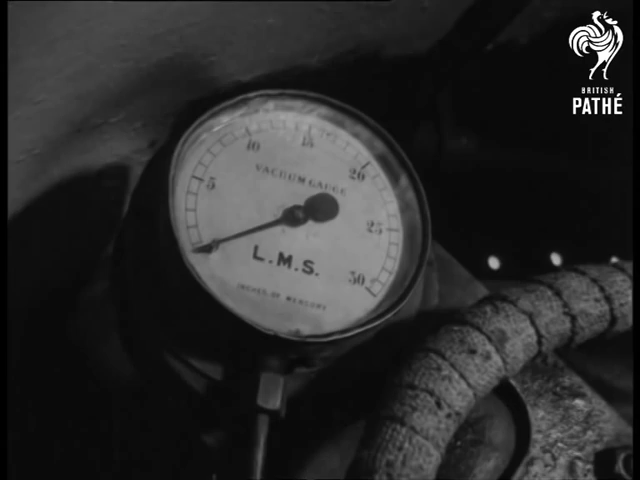 BRITISH
PATHÉ
5
10
15
20
25
30
VACUUM GAUGE
L.M.S.
INCHES OF MERCURY